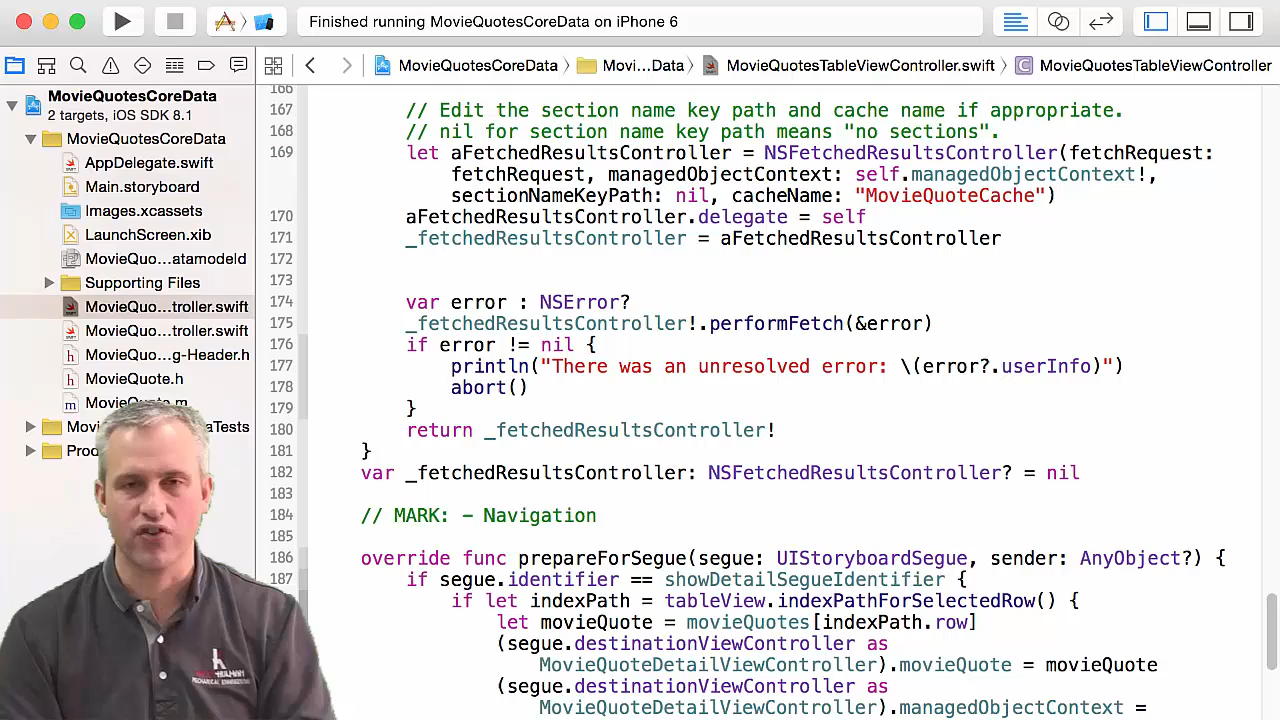 Finished running MovieQuotesCoreData on iPhone 6
MovieQuotesCoreData
Movi...Data
MovieQuotesTableViewController.swift
MovieQuotesTableViewController
MovieQuotesCoreData
2 targets, iOS SDK 8.1
MovieQuotesCoreData
AppDelegate.swift
Main.storyboard
Images.xcassets
LaunchScreen.xib
MovieQuo...atamodeld
Supporting Files
MovieQuo...troller.swift
MovieQuo...troller.swift
MovieQuo...g-Header.h
MovieQuote.h
MovieQuote.m
Movi
aTests
Prod
166
167 // Edit the section name key path and cache name if appropriate.
168 // nil for section name key path means "no sections".
169 let aFetchedResultsController = NSFetchedResultsController(fetchRequest:
fetchRequest, managedObjectContext: self.managedObjectContext!,
sectionNameKeyPath: nil, cacheName: "MovieQuoteCache")
170 aFetchedResultsController.delegate = self
171 _fetchedResultsController = aFetchedResultsController
172
173
174 var error : NSError?
175 _fetchedResultsController!.performFetch(&error)
176 if error != nil {
177 println("There was an unresolved error: \(error?.userInfo)")
178 abort()
179 }
180 return _fetchedResultsController!
181 }
182 var _fetchedResultsController: NSFetchedResultsController? = nil
183
184 // MARK: - Navigation
185
186 override func prepareForSegue(segue: UIStoryboardSegue, sender: AnyObject?) {
187 if segue.identifier == showDetailSegueIdentifier {
if let indexPath = tableView.indexPathForSelectedRow() {
let movieQuote = movieQuotes[indexPath.row]
(segue.destinationViewController as
MovieQuoteDetailViewController).movieQuote = movieQuote
(segue.destinationViewController as
MovieQuoteDetailViewController).managedObjectContext =